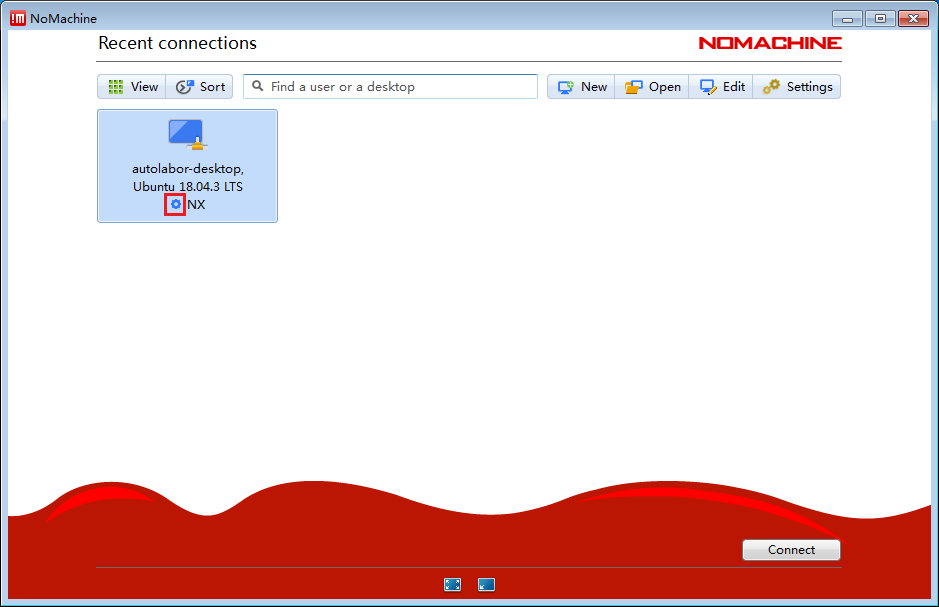 !m NoMachine
Recent connections
NOMACHINE
View
Sort
Find a user or a desktop
New
Open
Edit
Settings
autolabor-desktop,
Ubuntu 18.04.3 LTS
NX
Connect